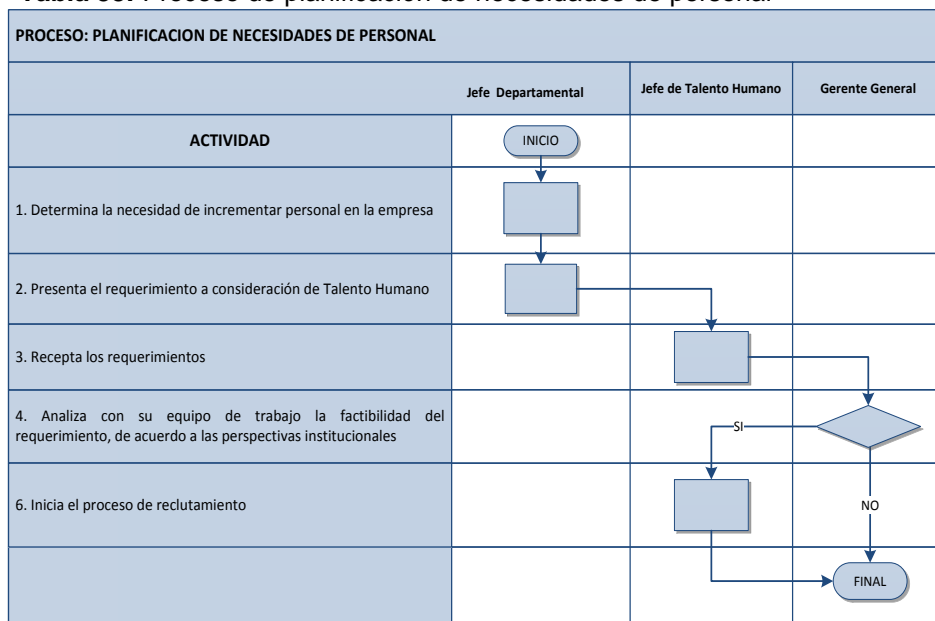 PROCESO: PLANIFICACION DE NECESIDADES DE PERSONAL
Jefe Departamental
Jefe de Talento Humano
Gerente General
ACTIVIDAD
INICIO
1. Determina la necesidad de incrementar personal en la empresa
2. Presenta el requerimiento a consideración de Talento Humano
3. Recepta los requerimientos
4. Analiza con su equipo de trabajo la factibilidad del
requerimiento, de acuerdo a las perspectivas institucionales
SI
6. Inicia el proceso de reclutamiento
NO
FINAL